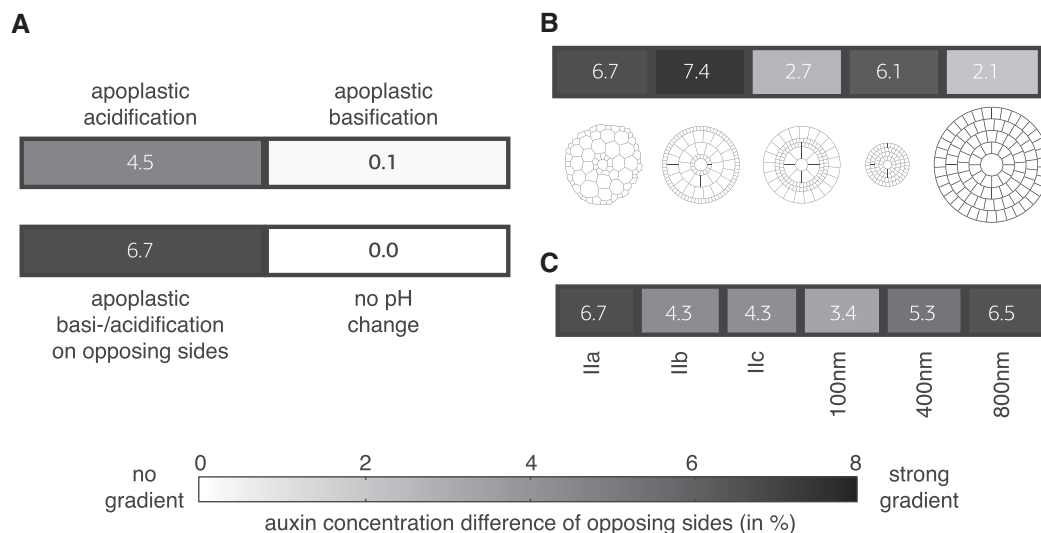 A
apoplastic
acidification
apoplastic
basification
4.5
0.1
6.7
0.0
apoplastic
basi-/acidification
on opposing sides
no pH
change
B
6.7
7.4
2.7
6.1
2.1
C
6.7
4.3
4.3
3.4
5.3
6.5
IIa
IIb
IIc
100nm
400nm
800nm
no
gradient
0
2
4
6
8
strong
gradient
auxin concentration difference of opposing sides (in %)